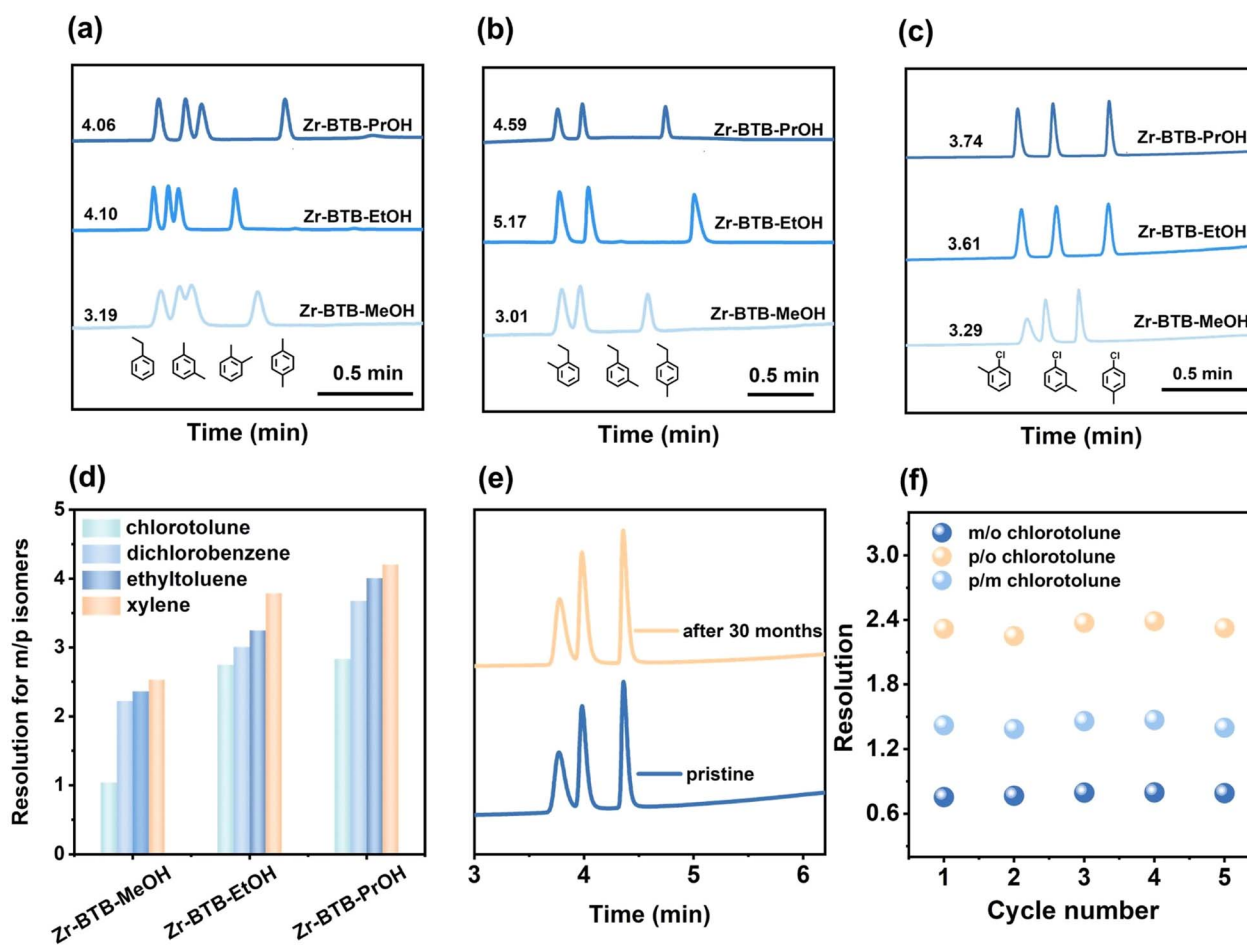 (a)
4.06
Zr-BTB-PrOH
4.10
Zr-BTB-EtOH
3.19
Zr-BTB-MeOH
0.5 min
Time (min)
(b)
4.59
Zr-BTB-PrOH
5.17
Zr-BTB-EtOH
3.01
Zr-BTB-MeOH
0.5 min
Time (min)
(c)
3.74
Zr-BTB-PrOH
3.61
Zr-BTB-EtOH
3.29
Zr-BTB-MeOH
Cl
Cl
Cl
0.5 min
Time (min)
(d)
Resolution for m/p isomers
5
4
3
2
1
0
chlorotolune
dichlorobenzene
ethyltoluene
xylene
Zr-BTB-MeOH
Zr-BTB-EtOH
Zr-BTB-PrOH
(e)
after 30 months
pristine
3 4 5 6
Time (min)
(f)
Resolution
3.0
2.4
1.8
1.2
0.6
m/o chlorotolune
p/o chlorotolune
p/m chlorotolune
1 2 3 4 5
Cycle number